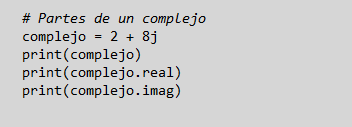 # Partes de un complejo
complejo = 2 + 8j
print(complejo)
print(complejo.real)
print(complejo.imag)